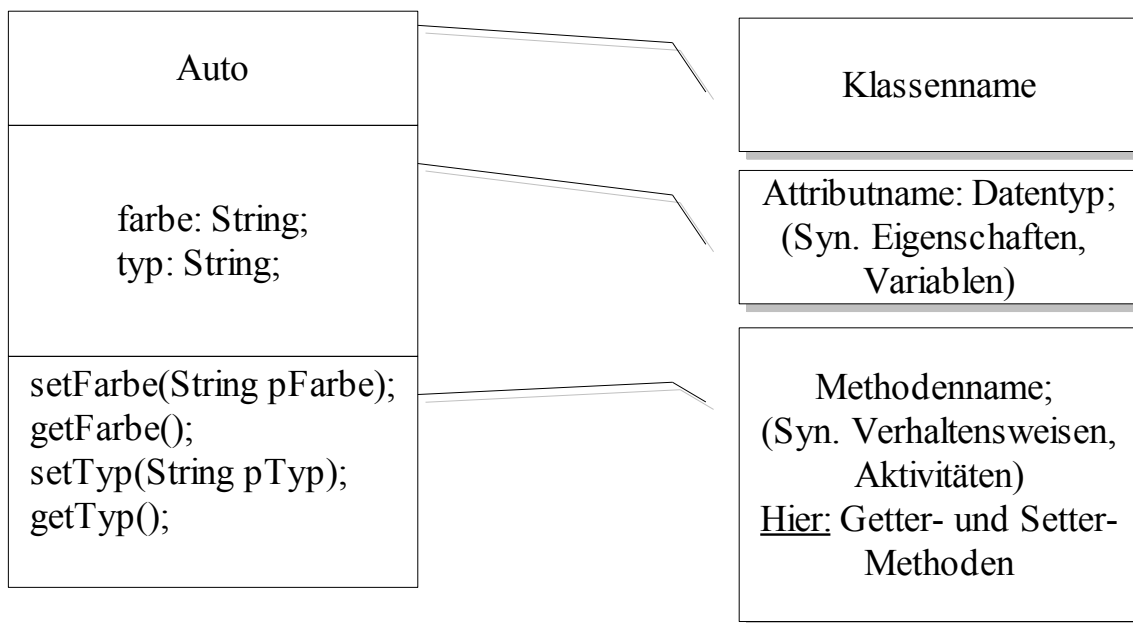 Auto
farbe: String;
typ: String;
setFarbe(String pFarbe);
getFarbe();
setTyp(String pTyp);
getTyp();
Klassenname
Attributname: Datentyp;
(Syn. Eigenschaften,
Variablen)
Methodenname;
(Syn. Verhaltensweisen,
Aktivitäten)
Hier: Getter- und Setter-
Methoden